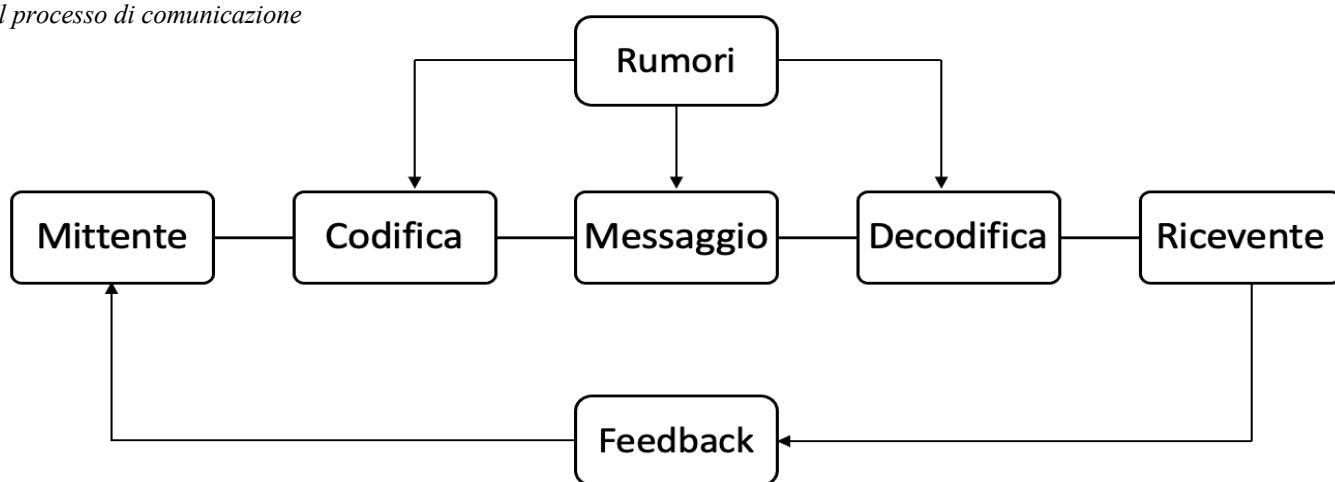 l processo di comunicazione
Rumori
Mittente
Codifica
Messaggio
Decodifica
Ricevente
Feedback